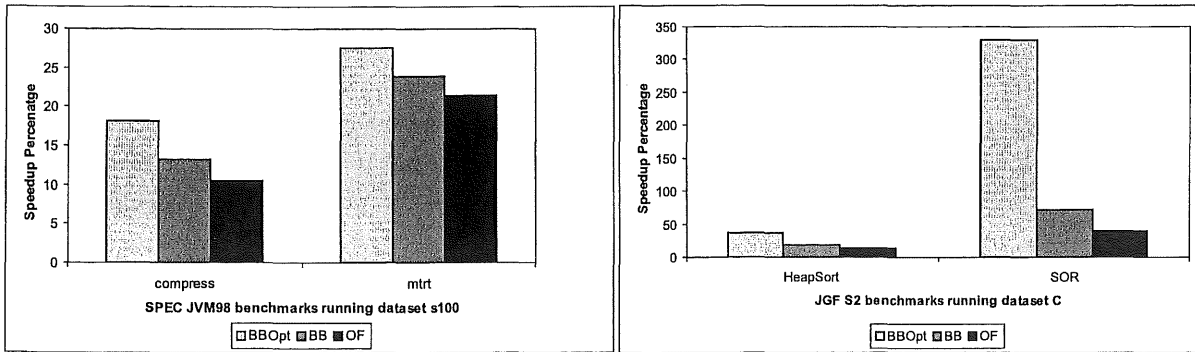 Speedup Percenatge
30
25
20
15
10
5
0
compress
mtrt
SPEC JVM98 benchmarks running dataset s100
BBOpt BB OF
Speedup Percentage
350
300
250
200
150
100
50
0
HeapSort
SOR
JGF S2 benchmarks running dataset C
BBOpt BB OF